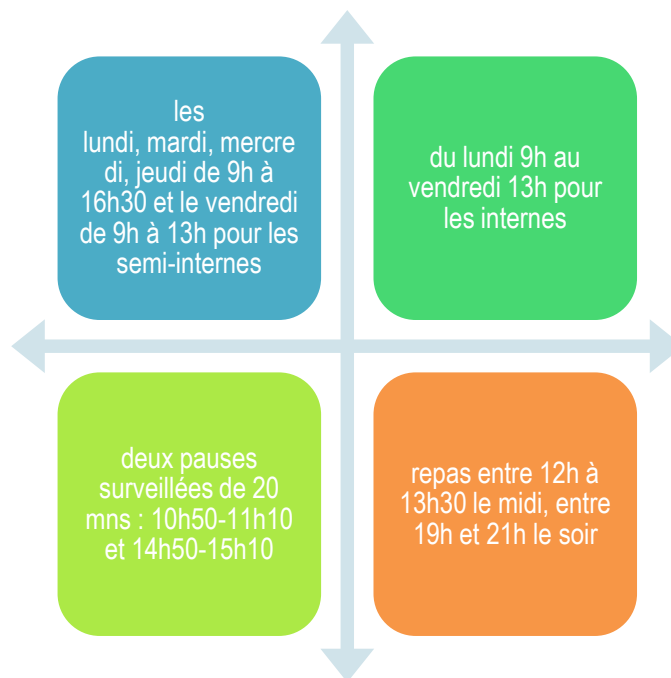 les
lundi, mardi, mercre
di, jeudi de 9h à
16h30 et le vendredi
de 9h à 13h pour les
semi-internes
du lundi 9h au
vendredi 13h pour
les internes
deux pauses
surveillées de 20
mns : 10h50-11h10
et 14h50-15h10
repas entre 12h à
13h30 le midi, entre
19h et 21h le soir